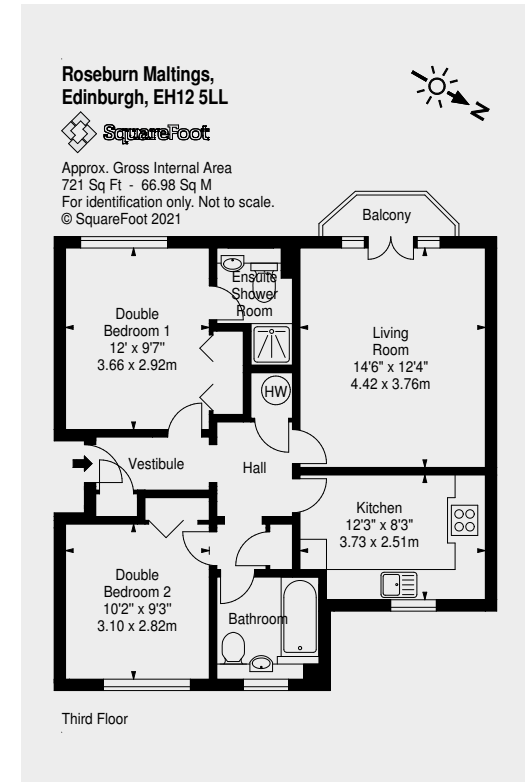 Roseburn Maltings,
Edinburgh, EH12 5LL
SquareFoot
Approx. Gross Internal Area
721 Sq Ft - 66.98 Sq M
For identification only. Not to scale.
© SquareFoot 2021
N
Balcony
Ensuite
Shower
Room
Double
Bedroom 1
12' x 9'7"
3.66 x 2.92m
Living
Room
14'6" x 12'4"
4.42 x 3.76m
HW
Vestibule
Hall
Kitchen
12'3" x 8'3"
3.73 x 2.51m
Double
Bedroom 2
10'2" x 9'3"
3.10 x 2.82m
Bathroom
Third Floor